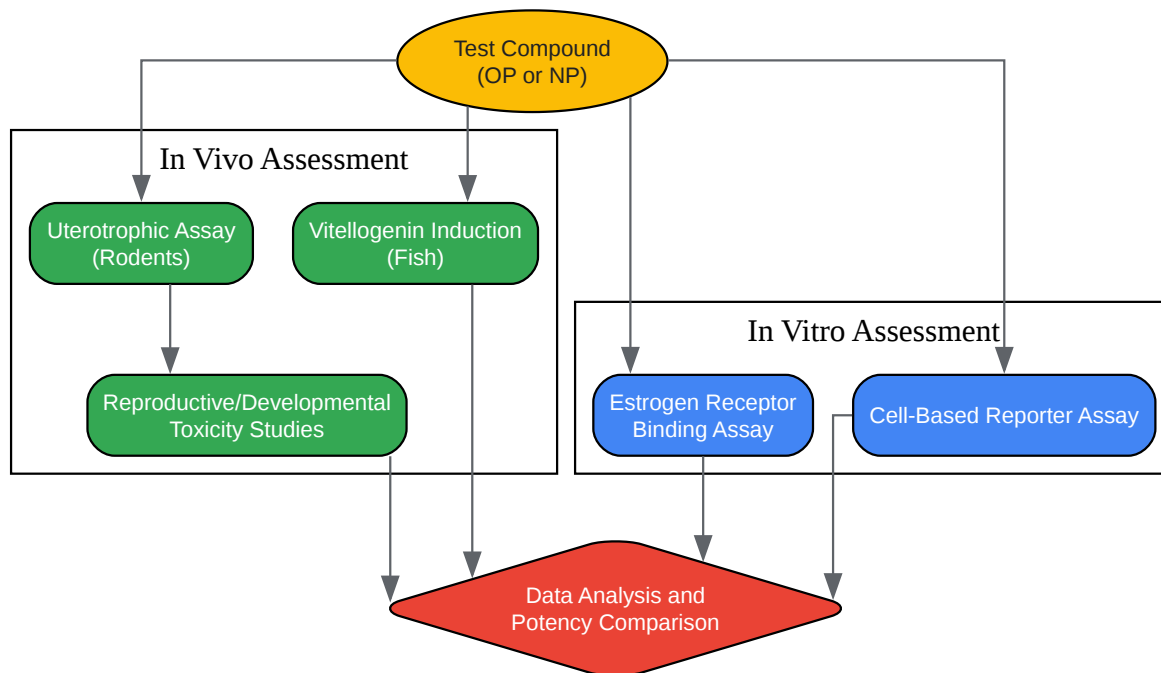 Test Compound
(OP or NP)
In Vivo Assessment
Uterotrophic Assay
(Rodents)
Vitellogenin Induction
(Fish)
In Vitro Assessment
Reproductive/Developmental
Toxicity Studies
Estrogen Receptor
Binding Assay
Cell-Based Reporter Assay
Data Analysis and
Potency Comparison